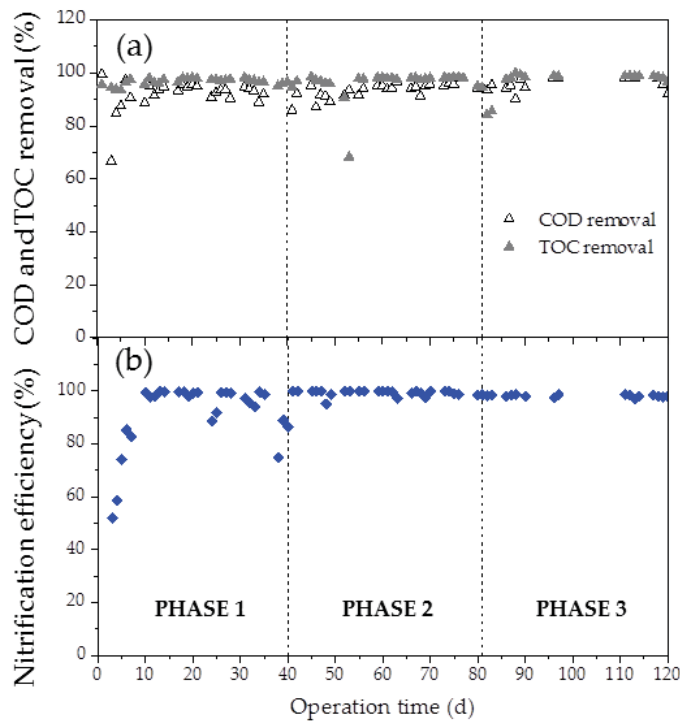 120
(a)
100
80
60
40
20
0
COD and TOC removal (%)
COD removal
TOC removal
(b)
100
80
60
40
20
0
Nitrification efficiency (%)
PHASE 1 PHASE 2 PHASE 3
0 10 20 30 40 50 60 70 80 90 100 110 120
Operation time (d)